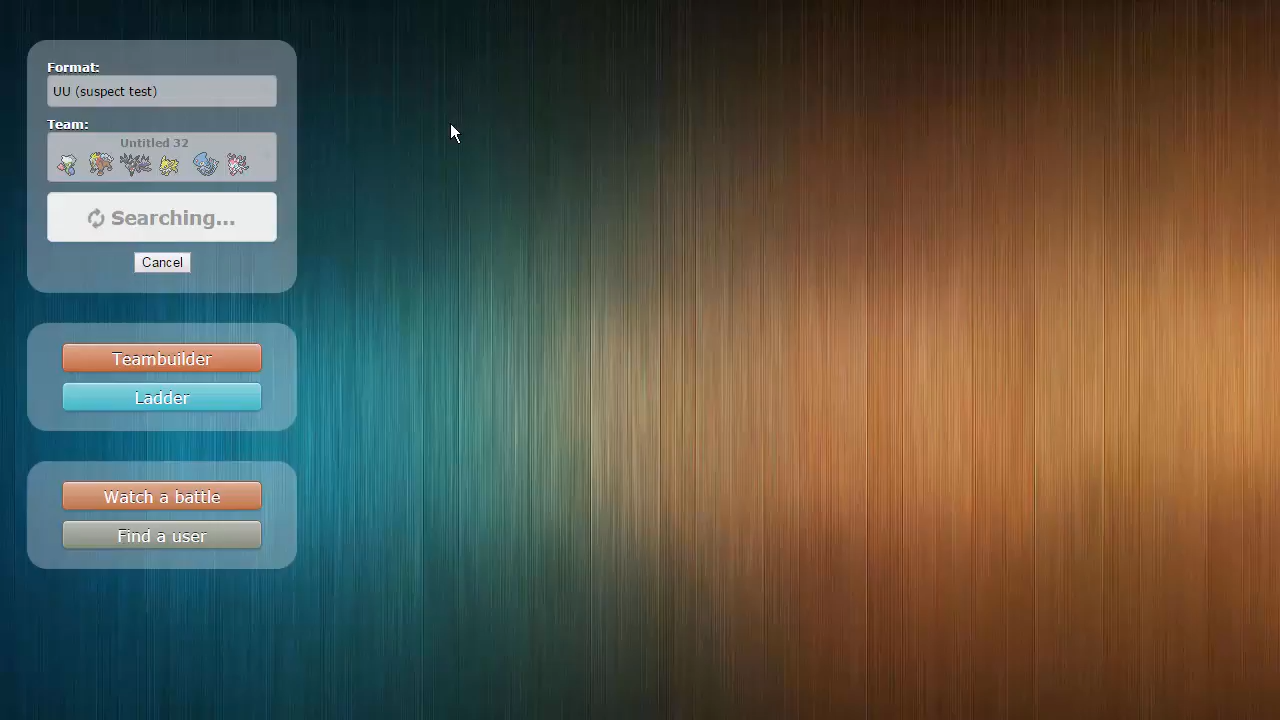 Format:
UU (suspect test)
Team:
Untitled 32
Searching...
Cancel
Teambuilder
Ladder
Watch a battle
Find a user